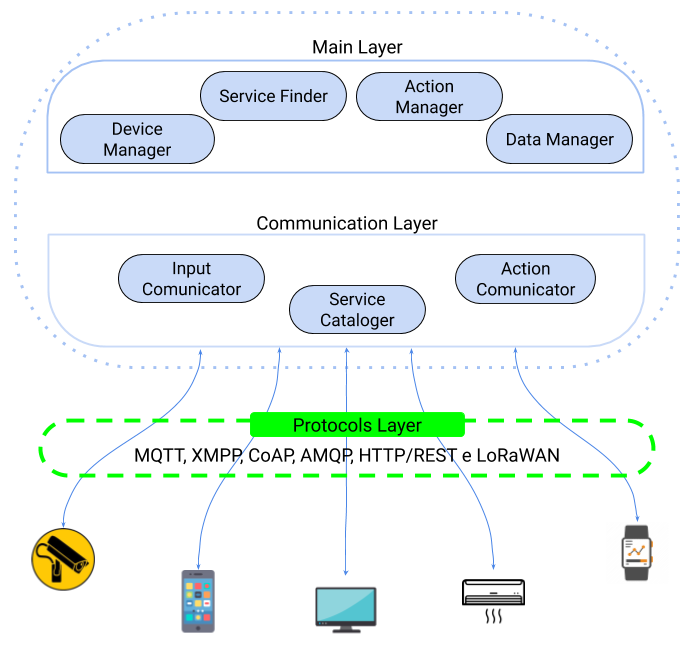 Main Layer
Service Finder
Action
Manager
Device
Manager
Data Manager
Communication Layer
Input
Comunicator
Action
Comunicator
Service
Cataloger
Protocols Layer
MQTT, XMPP, CoAP, AMQP, HTTP/REST e LoRaWAN